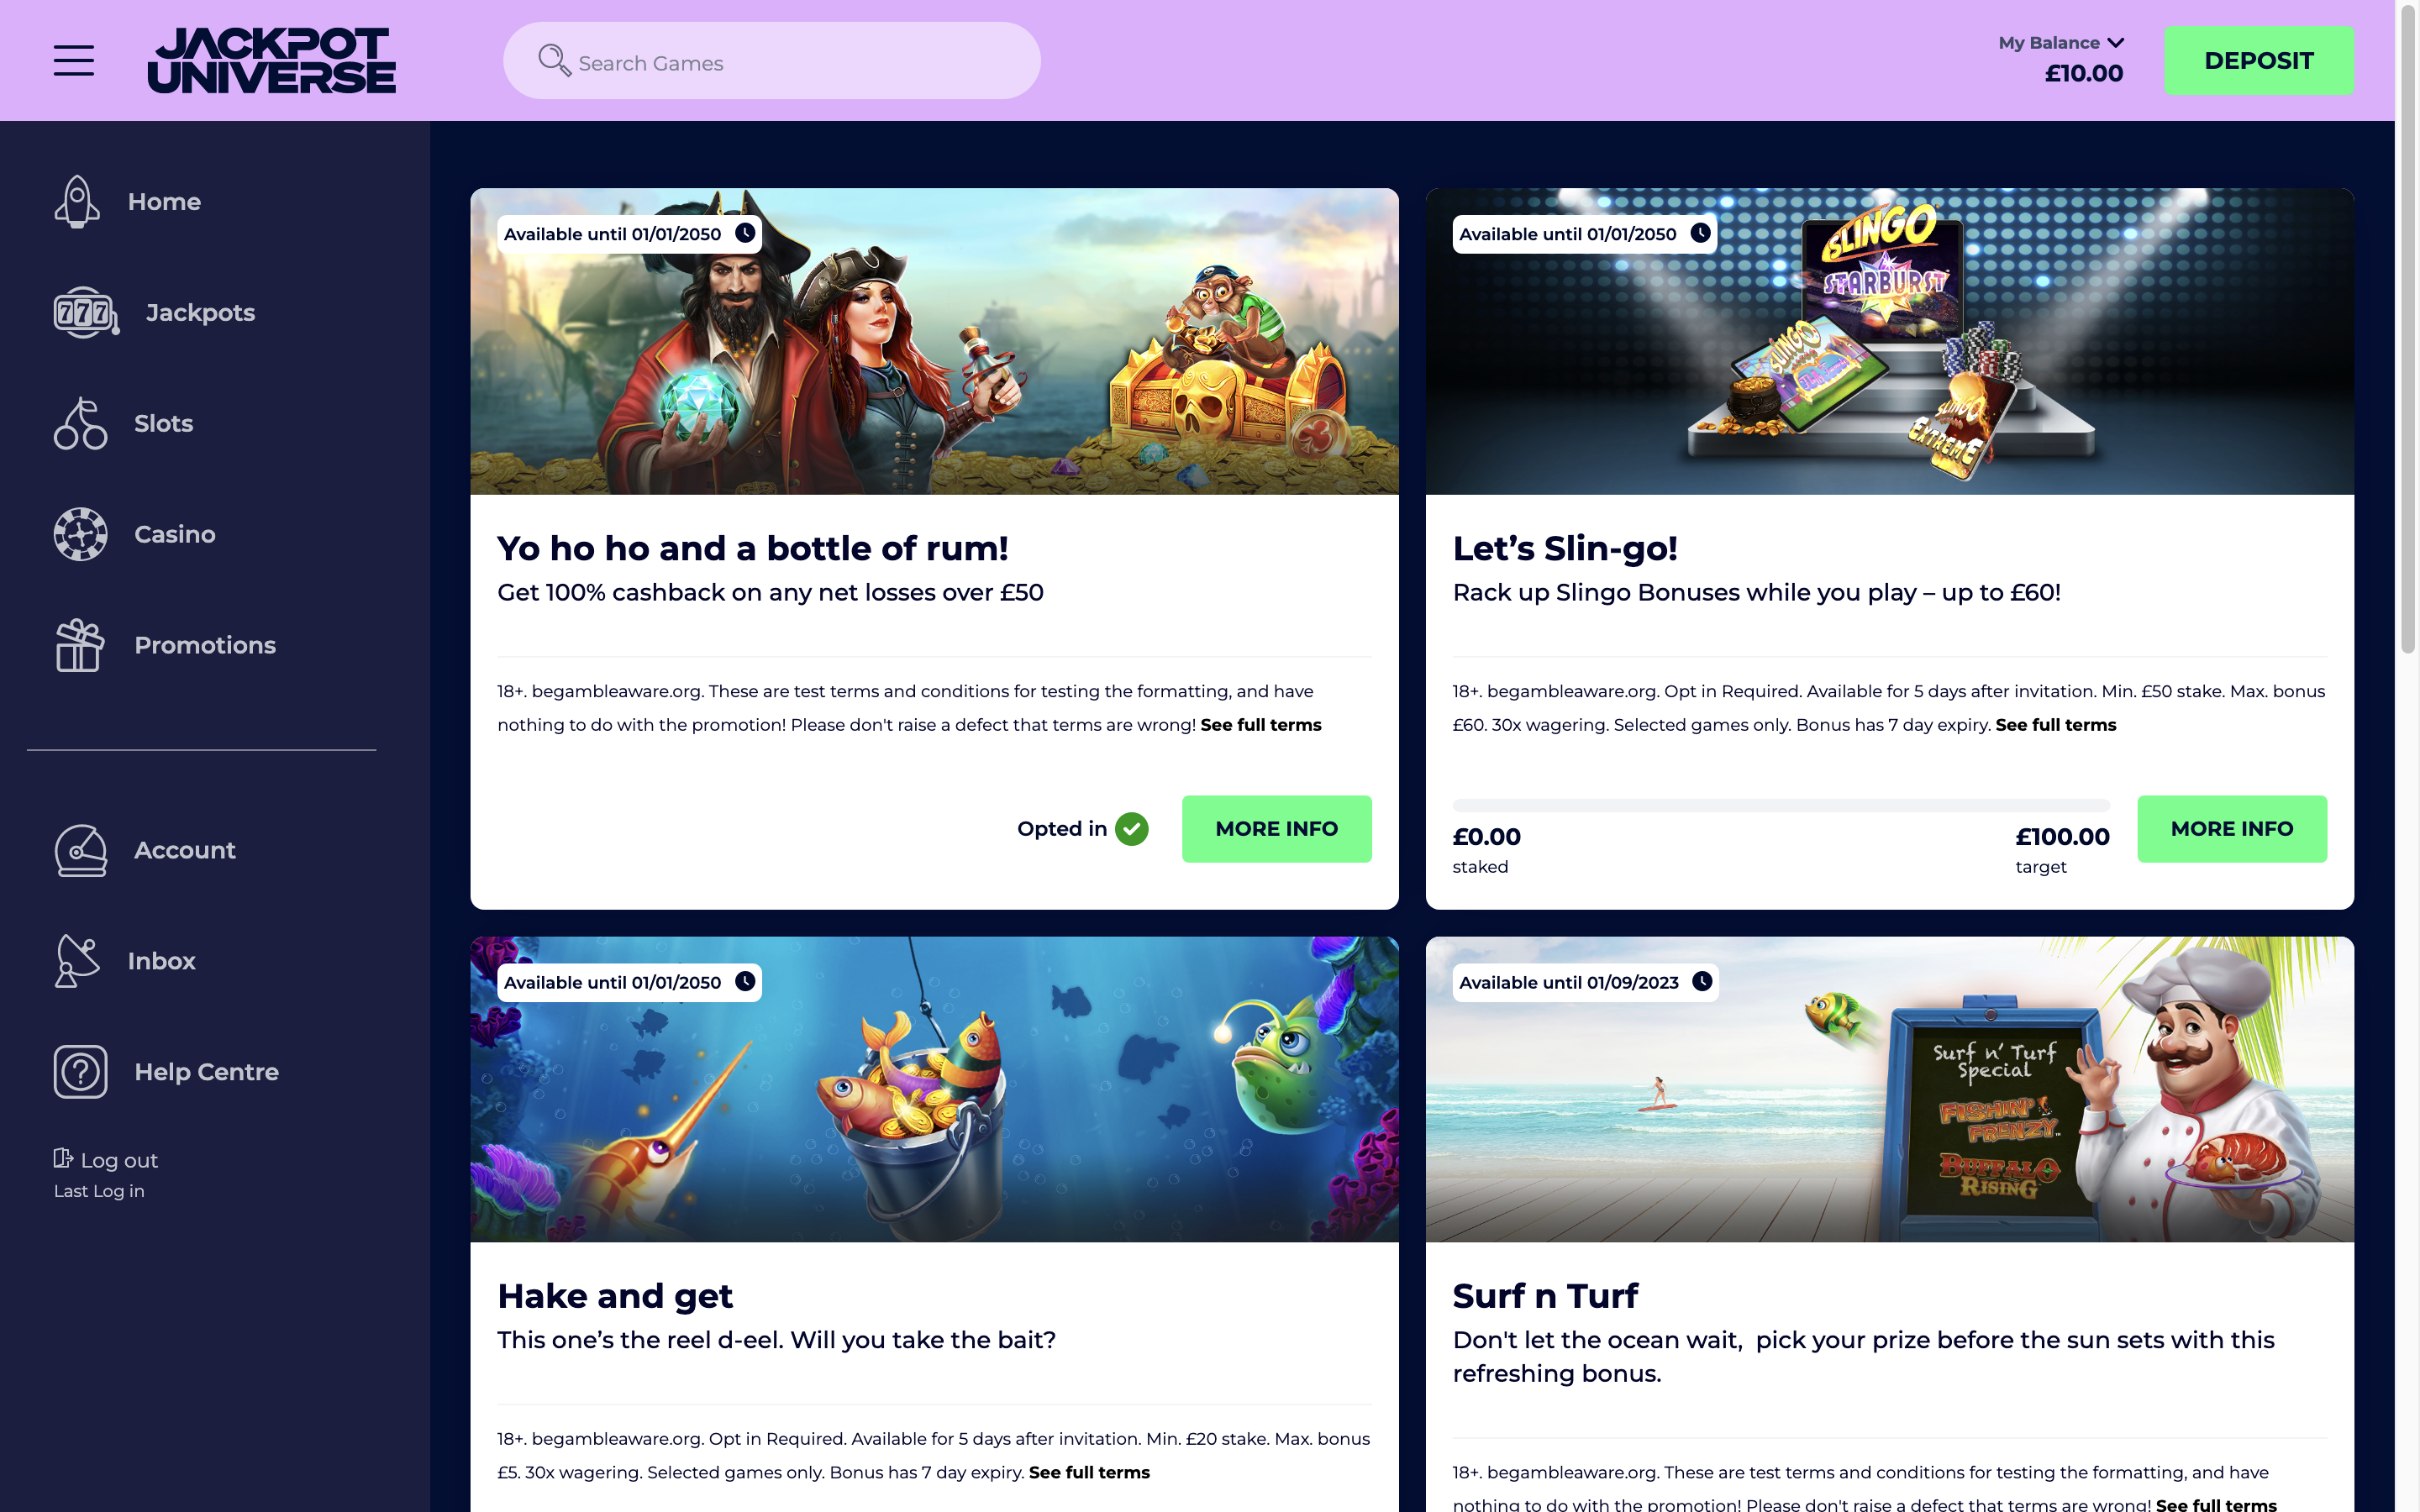 JACKPOT
UNIVERSE
Search Games
My Balance
£10.00
DEPOSIT
Home
777
Jackpots
Slots
Casino
Promotions
Account
Inbox
Help Centre
Log out
Last Log in
Available until 01/01/2050
Yo ho ho and a bottle of rum!
Get 100% cashback on any net losses over £50
18+. begambleaware.org. These are test terms and conditions for testing the formatting, and have
nothing to do with the promotion! Please don't raise a defect that terms are wrong! See full terms
Opted in
MORE INFO
Available until 01/01/2050
SLINGO
STARBURST
SLINGO
SLINGO
EXTREME
Let’s Slin-go!
Rack up Slingo Bonuses while you play – up to £60!
18+. begambleaware.org. Opt in Required. Available for 5 days after invitation. Min. £50 stake. Max. bonus
£60. 30x wagering. Selected games only. Bonus has 7 day expiry. See full terms
£0.00
staked
£100.00
target
MORE INFO
Available until 01/01/2050
Hake and get
This one’s the reel d-eel. Will you take the bait?
18+. begambleaware.org. Opt in Required. Available for 5 days after invitation. Min. £20 stake. Max. bonus
£5. 30x wagering. Selected games only. Bonus has 7 day expiry. See full terms
Available until 01/09/2023
Surf n' Turf
Special
FISHIN'
FRENZY
BUFFALO
RISING
Surf n Turf
Don't let the ocean wait,  pick your prize before the sun sets with this
refreshing bonus.
18+. begambleaware.org. These are test terms and conditions for testing the formatting, and have
nothing to do with the promotion! Please don't raise a defect that terms are wrong! See full terms